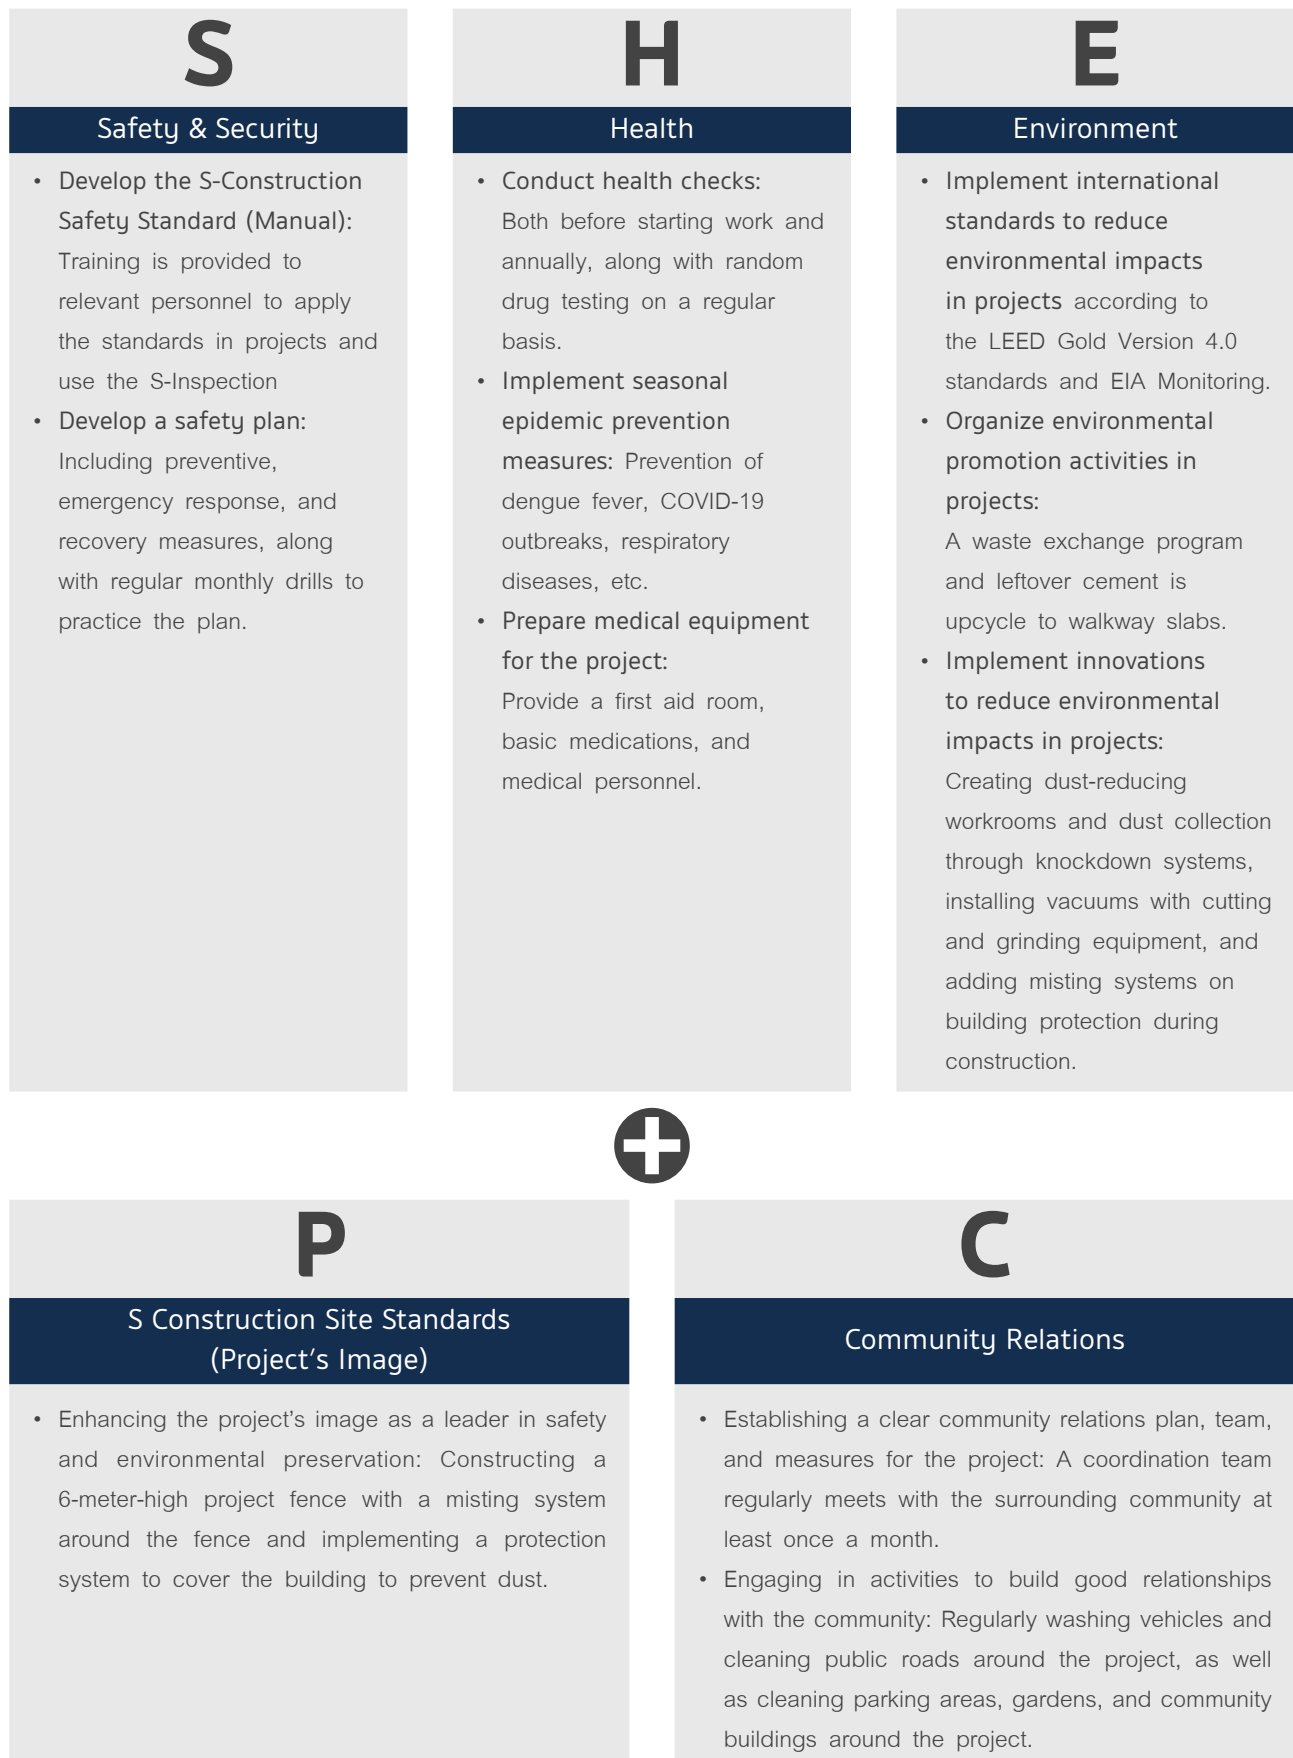 S
Safety & Security
• Develop the S-Construction
Safety Standard (Manual):
Training is provided to
relevant personnel to apply
the standards in projects and
use the S-Inspection
• Develop a safety plan:
Including preventive,
emergency response, and
recovery measures, along
with regular monthly drills to
practice the plan.
H
Health
• Conduct health checks:
Both before starting work and
annually, along with random
drug testing on a regular
basis.
• Implement seasonal
epidemic prevention
measures: Prevention of
dengue fever, COVID-19
outbreaks, respiratory
diseases, etc.
• Prepare medical equipment
for the project:
Provide a first aid room,
basic medications, and
medical personnel.
E
Environment
• Implement international
standards to reduce
environmental impacts
in projects according to
the LEED Gold Version 4.0
standards and EIA Monitoring.
• Organize environmental
promotion activities in
projects:
A waste exchange program
and leftover cement is
upcycle to walkway slabs.
• Implement innovations
to reduce environmental
impacts in projects:
Creating dust-reducing
workrooms and dust collection
through knockdown systems,
installing vacuums with cutting
and grinding equipment, and
adding misting systems on
building protection during
construction.
P
S Construction Site Standards
(Project's Image)
• Enhancing the project's image as a leader in safety
and environmental preservation: Constructing a
6-meter-high project fence with a misting system
around the fence and implementing a protection
system to cover the building to prevent dust.
C
Community Relations
• Establishing a clear community relations plan, team,
and measures for the project: A coordination team
regularly meets with the surrounding community at
least once a month.
• Engaging in activities to build good relationships
with the community: Regularly washing vehicles and
cleaning public roads around the project, as well
as cleaning parking areas, gardens, and community
buildings around the project.